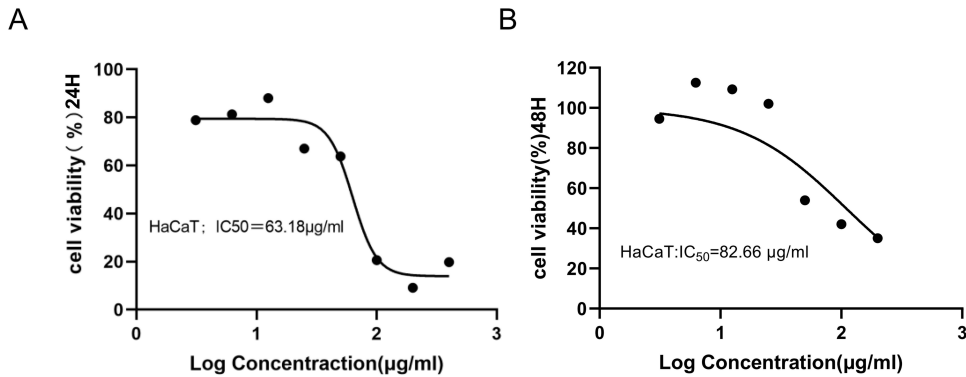 A
cell viability（%）24H
100
80
60
40
20
0
HaCaT； IC50＝63.18μg/ml
0
1
2
3
Log Concentraction(μg/ml)
B
cell viability(%)48H
120
100
80
60
40
20
0
HaCaT:IC50=82.66 μg/ml
0
1
2
3
Log Concentration(μg/ml)